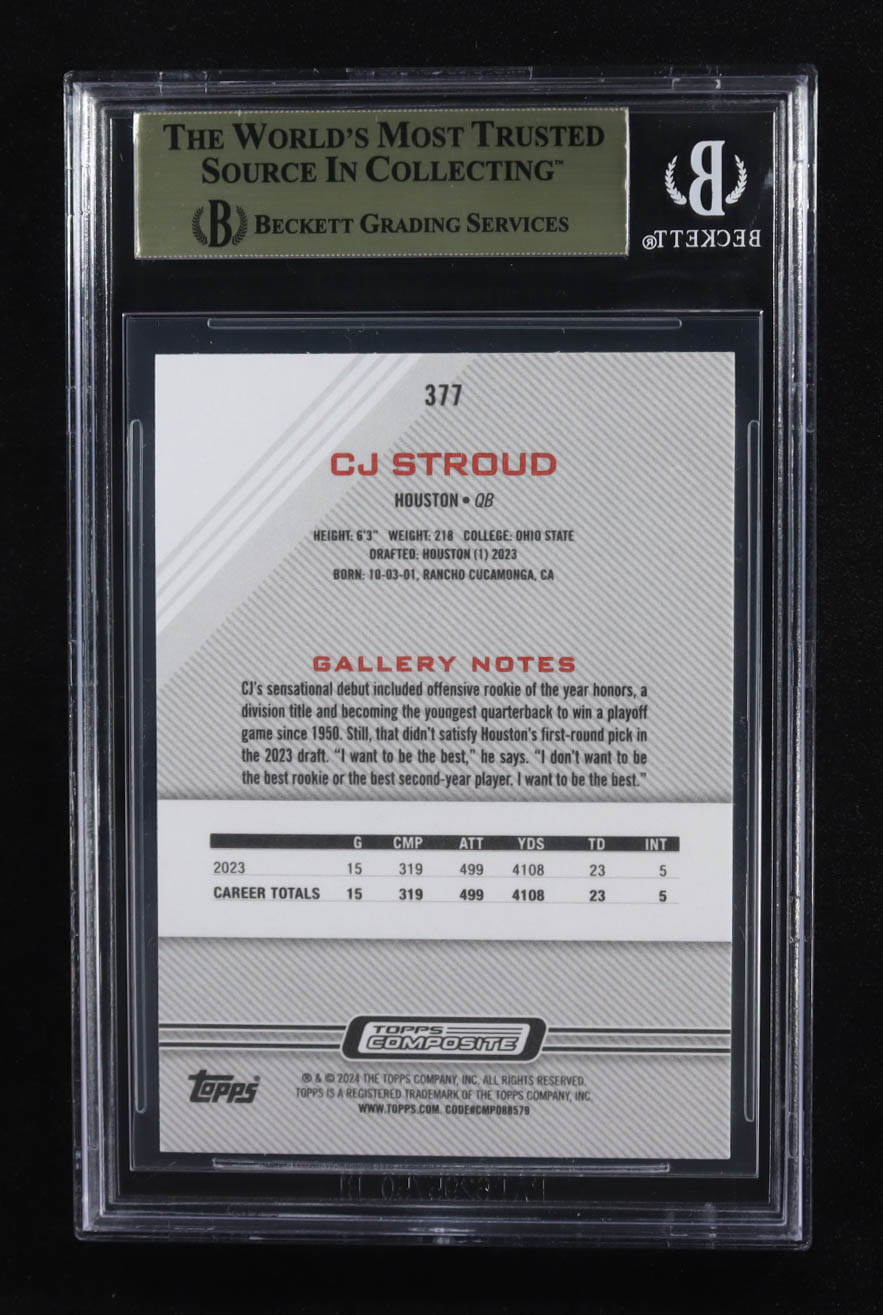 THE WORLD'S MOST TRUSTED
SOURCE IN COLLECTING™
B BECKETT GRADING SERVICES
B
BECKETT®
377
CJ STROUD
HOUSTON • QB
HEIGHT: 6'3" WEIGHT: 218 COLLEGE: OHIO STATE
DRAFTED: HOUSTON (1) 2023
BORN: 10-03-01, RANCHO CUCAMONGA, CA
GALLERY NOTES
CJ's sensational debut included offensive rookie of the year honors, a
division title and becoming the youngest quarterback to win a playoff
game since 1950. Still, that didn't satisfy Houston's first-round pick in
the 2023 draft. "I want to be the best," he says. "I don't want to be
the best rookie or the best second-year player. I want to be the best."
G CMP ATT YDS TD INT
2023 15 319 499 4108 23 5
CAREER TOTALS 15 319 499 4108 23 5
TOPPS
COMPOSITE
Topps®
® & © 2024 THE TOPPS COMPANY, INC. ALL RIGHTS RESERVED.
TOPPS IS A REGISTERED TRADEMARK OF THE TOPPS COMPANY, INC.
WWW.TOPPS.COM. CODE#CMP088579